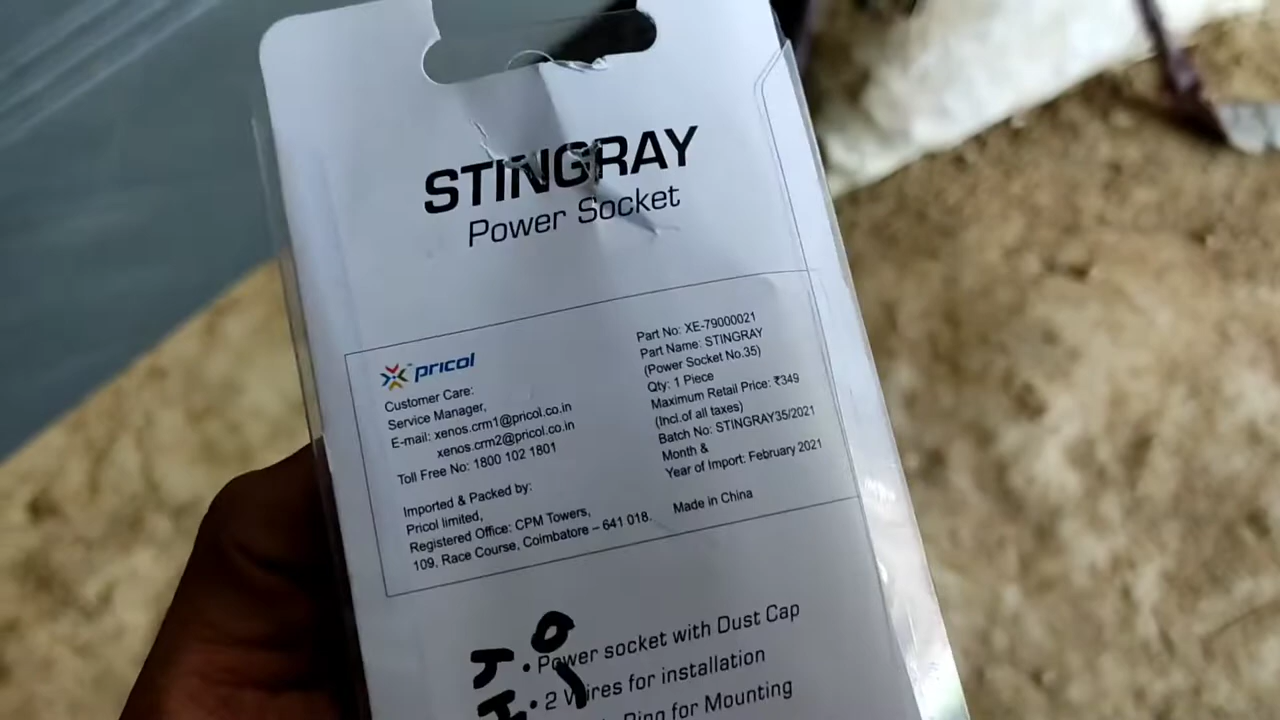 STINGRAY
Power Socket
pricol
Customer Care:
Service Manager,
E-mail: xenos.crm1@pricol.co.in
xenos.crm2@pricol.co.in
Toll Free No: 1800 102 1801
Imported & Packed by:
Pricol limited,
Registered Office: CPM Towers,
109, Race Course, Coimbatore – 641 018.
Part No: XE-79000021
Part Name: STINGRAY
(Power Socket No.35)
Qty: 1 Piece
Maximum Retail Price: ₹349
(Incl.of all taxes)
Batch No: STINGRAY35/2021
Month &
Year of Import: February 2021
Made in China
• Power socket with Dust Cap
• 2 Wires for installation
Ring for Mounting